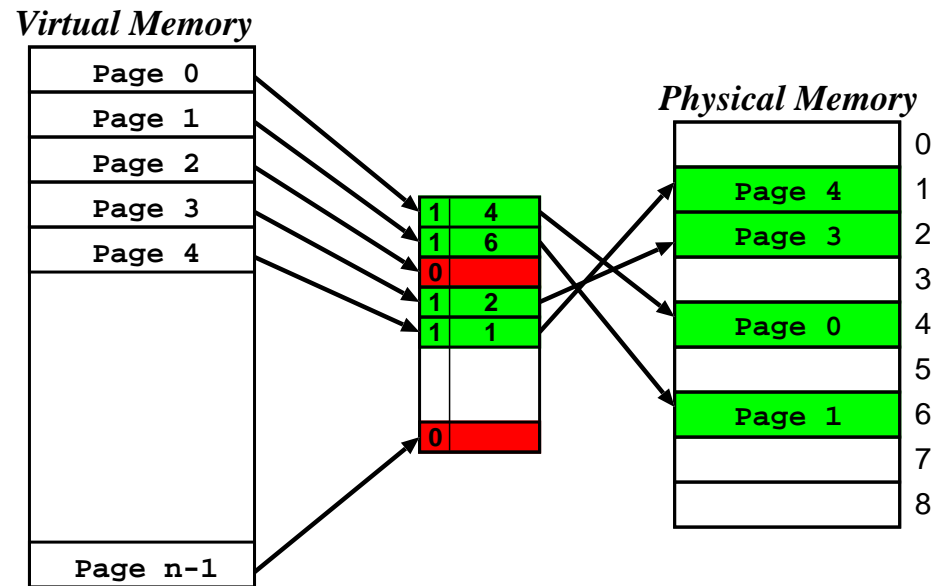 Virtual Memory
Page 0
Page 1
Page 2
Page 3
Page 4
Page n-1
1 4
1 6
0
1 2
1 1
0
Physical Memory
0
Page 4 1
Page 3 2
3
Page 0 4
5
Page 1 6
7
8